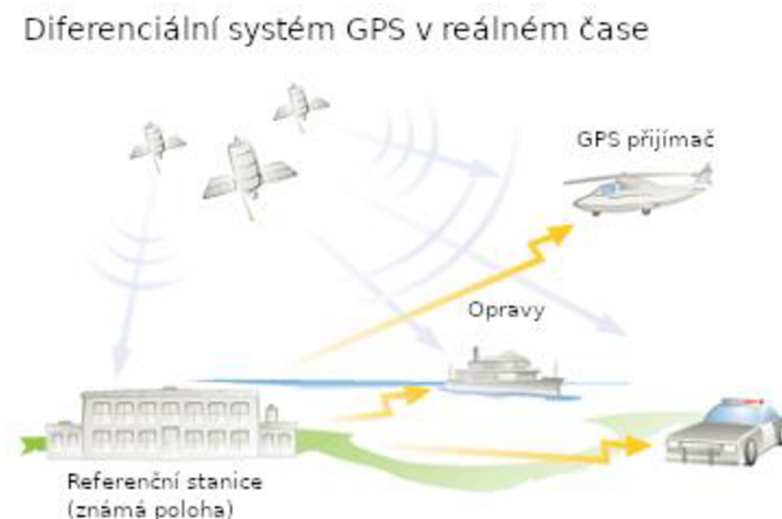 Diferenciální systém GPS v reálném čase
GPS přijímač
Opravy
Referenční stanice
(známá poloha)